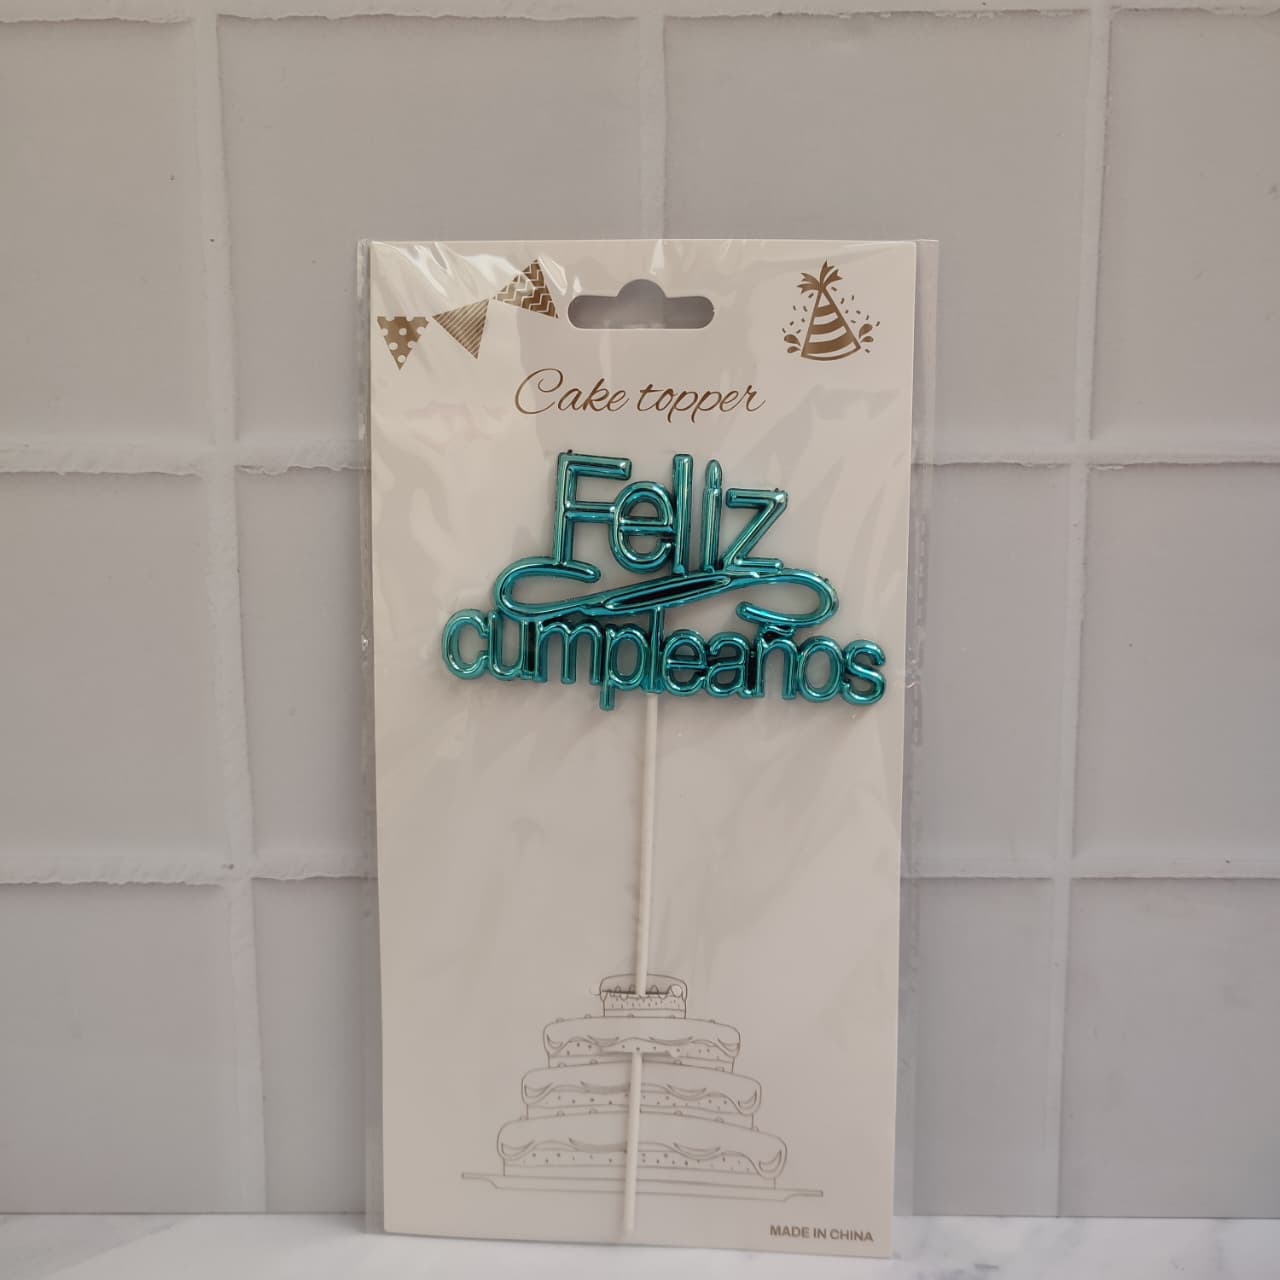 Cake topper
Feliz
cumpleaños
MADE IN CHINA